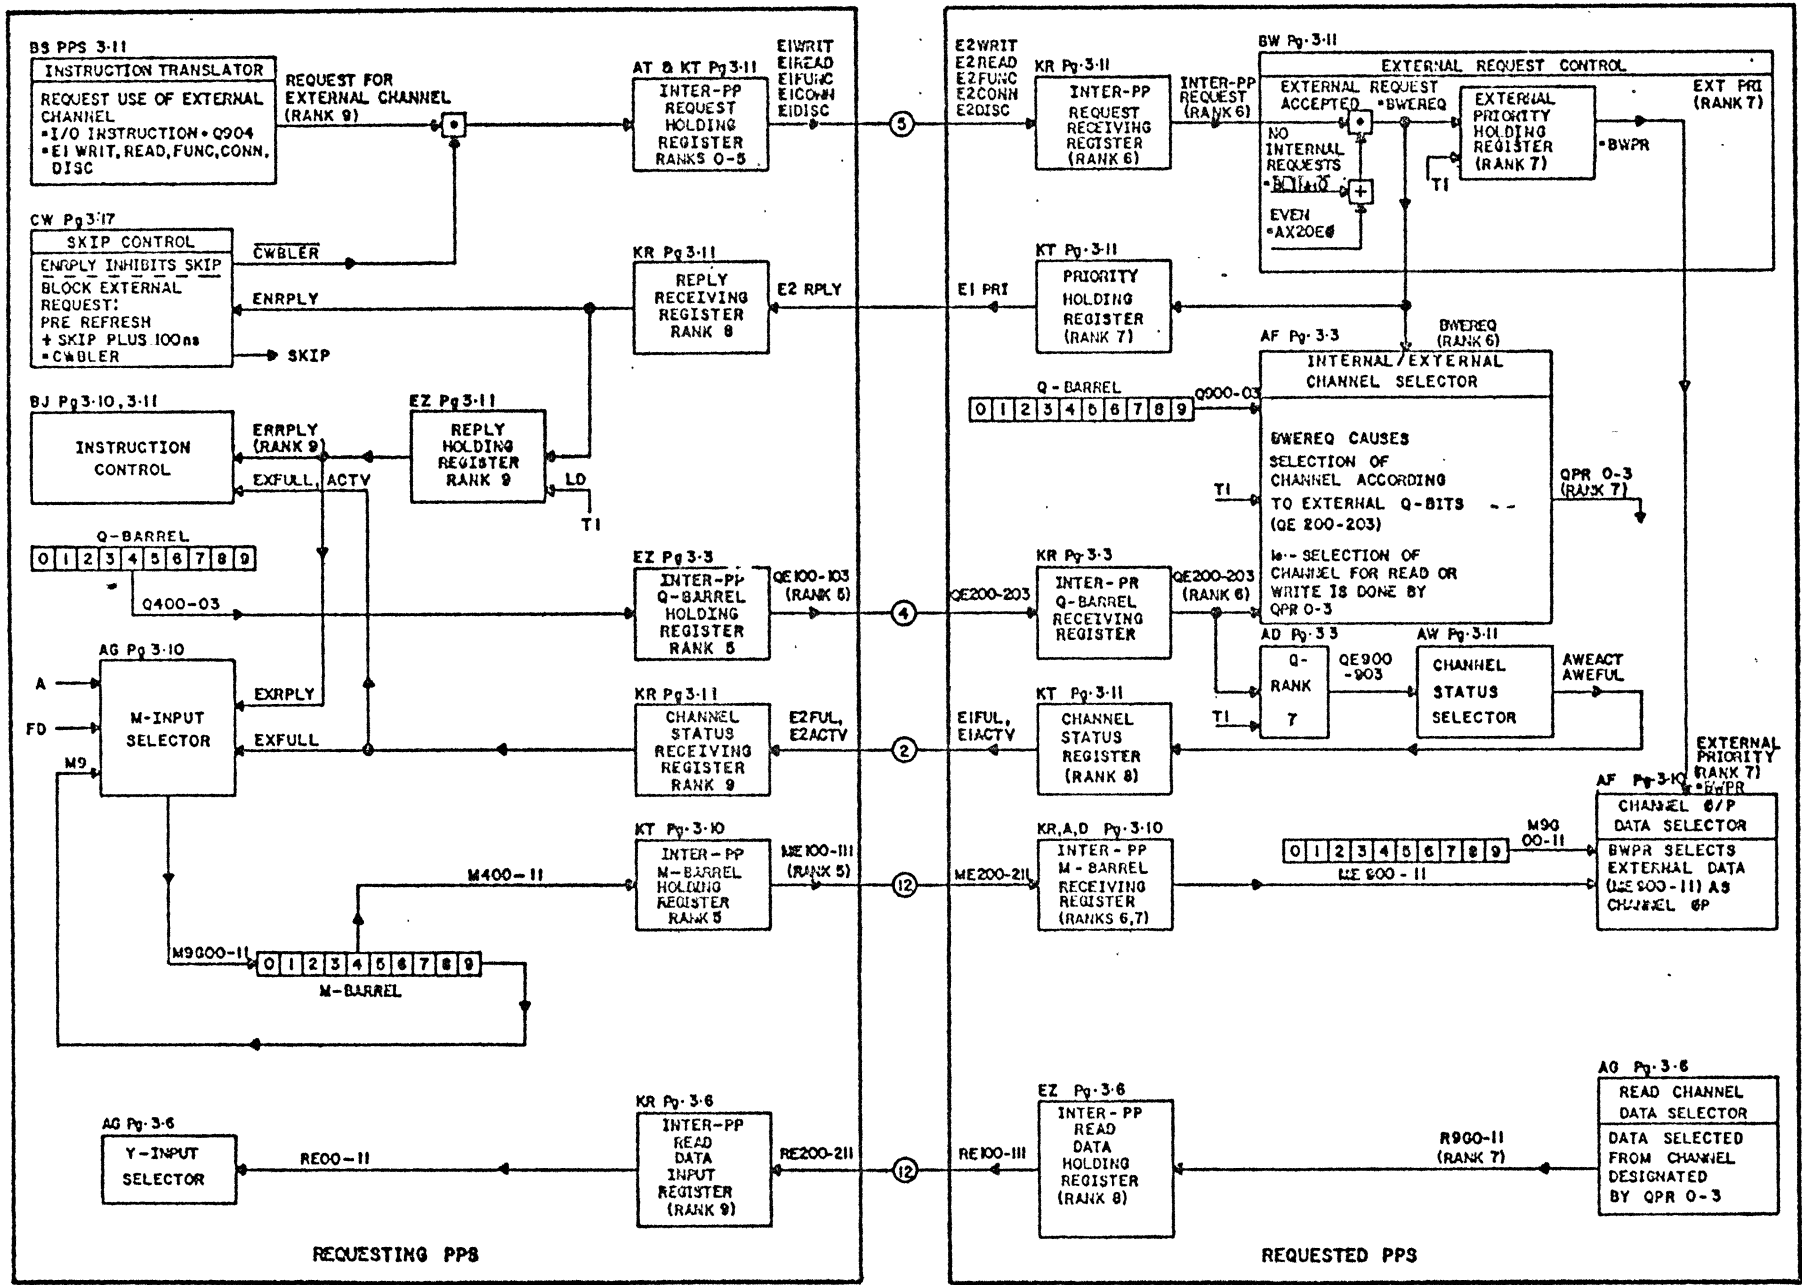 BS PPS 3·11
INSTRUCTION TRANSLATOR
REQUEST USE OF EXTERNAL
CHANNEL
=I/O INSTRUCTION • Q904
=E1 WRIT, READ, FUNC, CONN,
DISC
REQUEST FOR
EXTERNAL CHANNEL
(RANK 9)
AT & KT Pg 3·11
INTER-PP
REQUEST
HOLDING
REGISTER
RANKS 0-5
E1WRIT
E1READ
E1FUNC
E1CONN
E1DISC
5
E2WRIT
E2READ
E2FUNC
E2CONN
E2DISC
KR Pg·3·11
INTER-PP
REQUEST
RECEIVING
REGISTER
(RANK 6)
INTER-PP
REQUEST
(RANK 6)
BW Pg·3·11
EXTERNAL REQUEST CONTROL
EXTERNAL REQUEST
ACCEPTED =BWEREQ
NO
INTERNAL
REQUESTS
EVEN
=AX20E0
+
EXTERNAL
PRIORITY
HOLDING
REGISTER
(RANK 7)
T1
=BWPR
EXT PRI
(RANK 7)
CW Pg 3·17
SKIP CONTROL
ENRPLY INHIBITS SKIP
BLOCK EXTERNAL
REQUEST:
PRE REFRESH
+ SKIP PLUS 100ns
=CWBLER
CWBLER
ENRPLY
SKIP
KR Pg·3·11
REPLY
RECEIVING
REGISTER
RANK 8
E2 RPLY
E1 PRI
KT Pg·3·11
PRIORITY
HOLDING
REGISTER
(RANK 7)
BWEREQ
(RANK 6)
BJ Pg 3·10, 3·11
INSTRUCTION
CONTROL
ERRPLY
(RANK 9)
EXFULL, ACTV
EZ Pg 3·11
REPLY
HOLDING
REGISTER
RANK 9
LD
T1
Q-BARREL
0 1 2 3 4 5 6 7 8 9
Q900-03
AF Pg·3·3
INTERNAL/EXTERNAL
CHANNEL SELECTOR
BWEREQ CAUSES
SELECTION OF
CHANNEL ACCORDING
TO EXTERNAL Q-BITS
(QE 200-203)
ie·- SELECTION OF
CHANNEL FOR READ OR
WRITE IS DONE BY
QPR 0-3
T1
QPR 0-3
(RANK 7)
Q-BARREL
0 1 2 3 4 5 6 7 8 9
Q400-03
EZ Pg 3·3
INTER-PP
Q-BARREL
HOLDING
REGISTER
RANK 5
QE100-103
(RANK 5)
4
QE200-203
KR Pg·3·3
INTER-PR
Q-BARREL
RECEIVING
REGISTER
QE200-203
(RANK 6)
AD Pg·3 3
Q-
RANK
7
T1
QE900
-903
AW Pg·3·11
CHANNEL
STATUS
SELECTOR
AWEACT
AWEFUL
AG Pg 3·10
M-INPUT
SELECTOR
A
FD
M9
EXRPLY
EXFULL
KR Pg 3·11
CHANNEL
STATUS
RECEIVING
REGISTER
RANK 9
E2FUL,
E2ACTV
2
E1FUL,
E1ACTV
KT Pg·3·11
CHANNEL
STATUS
REGISTER
(RANK 8)
EXTERNAL
PRIORITY
(RANK 7)
=BWPR
AF Pg·3·10
CHANNEL O/P
DATA SELECTOR
BWPR SELECTS
EXTERNAL DATA
(ME900-11) AS
CHANNEL OP
0 1 2 3 4 5 6 7 8 9
M9G
00-11
ME900-11
KT Pg·3·10
INTER-PP
M-BARREL
HOLDING
REGISTER
RANK 5
M400-11
ME100-111
(RANK 5)
12
ME200-211
KR,A,D Pg·3·10
INTER-PP
M-BARREL
RECEIVING
REGISTER
(RANKS 6,7)
M9G00-11
0 1 2 3 4 5 6 7 8 9
M-BARREL
AG Pg·3·6
Y-INPUT
SELECTOR
RE00-11
KR Pg·3·6
INTER-PP
READ
DATA
INPUT
REGISTER
(RANK 9)
RE200-211
12
RE100-111
EZ Pg·3·6
INTER-PP
READ
DATA
HOLDING
REGISTER
(RANK 8)
R9G0-11
(RANK 7)
AG Pg·3·6
READ CHANNEL
DATA SELECTOR
DATA SELECTED
FROM CHANNEL
DESIGNATED
BY QPR 0-3
REQUESTING PPS
REQUESTED PPS